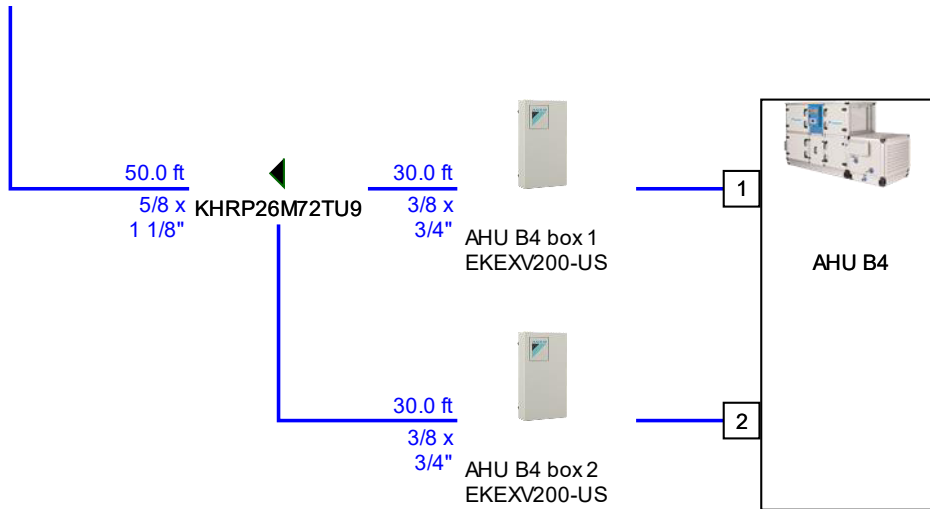 50.0 ft
5/8 x
1 1/8"
KHRP26M72TU9
30.0 ft
3/8 x
3/4"
AHU B4 box 1
EKEXV200-US
1
AHU B4
30.0 ft
3/8 x
3/4"
AHU B4 box 2
EKEXV200-US
2